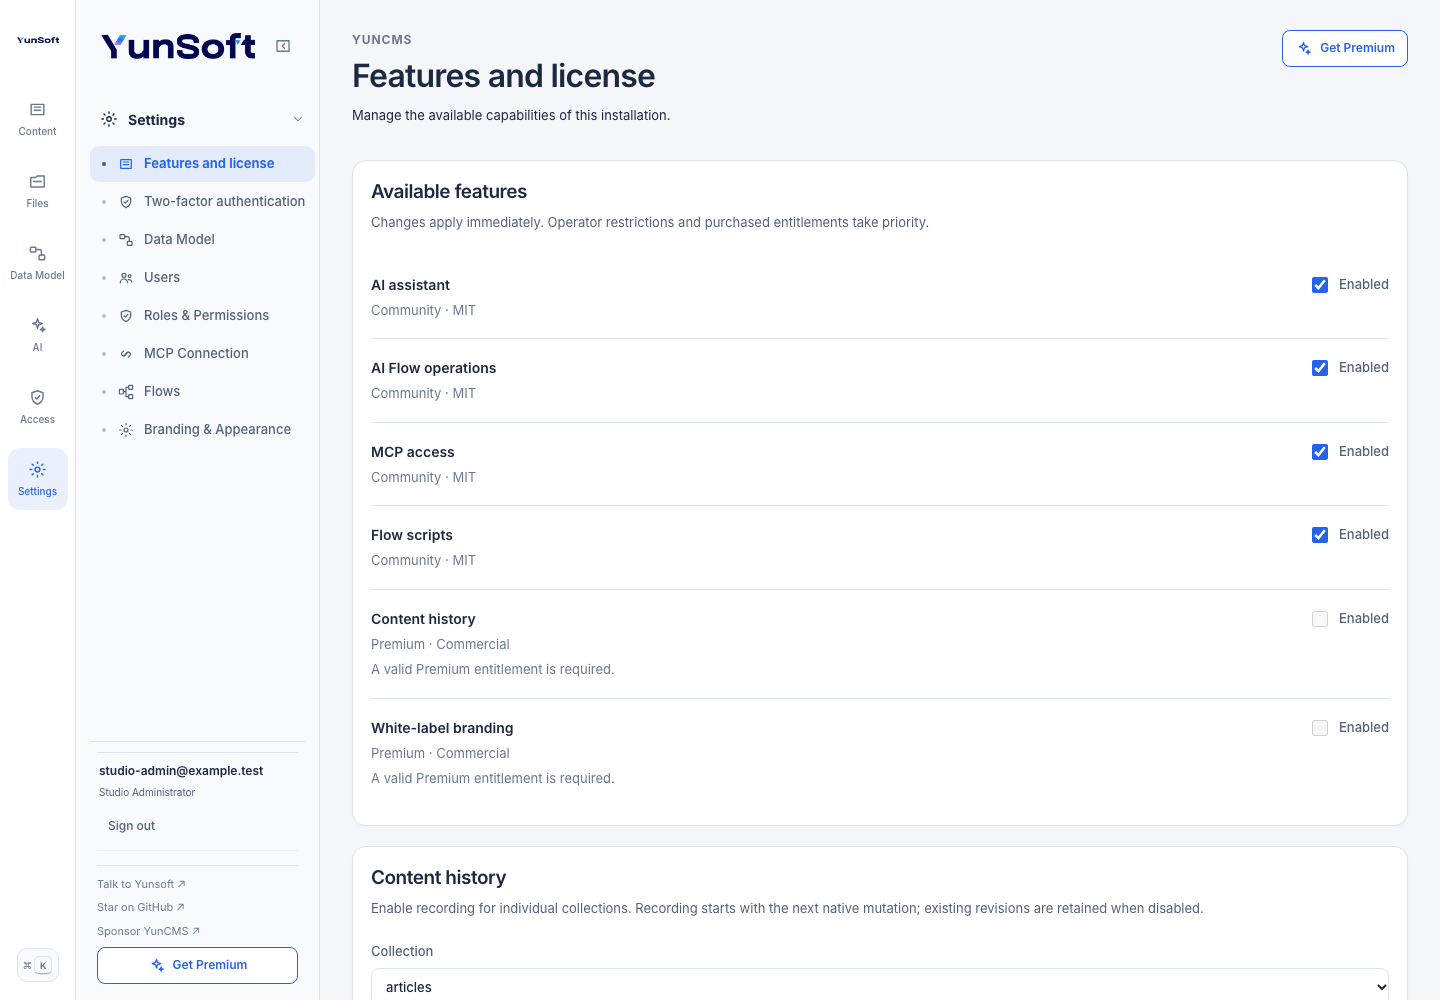 YunSoft
Content
Files
Data Model
AI
Access
Settings
⌘ K
YunSoft
Settings
Features and license
Two-factor authentication
Data Model
Users
Roles & Permissions
MCP Connection
Flows
Branding & Appearance
studio-admin@example.test
Studio Administrator
Sign out
Talk to Yunsoft ↗
Star on GitHub ↗
Sponsor YunCMS ↗
Get Premium
YUNCMS
Features and license
Manage the available capabilities of this installation.
Get Premium
Available features
Changes apply immediately. Operator restrictions and purchased entitlements take priority.
AI assistant
Enabled
Community · MIT
AI Flow operations
Enabled
Community · MIT
MCP access
Enabled
Community · MIT
Flow scripts
Enabled
Community · MIT
Content history
Enabled
Premium · Commercial
A valid Premium entitlement is required.
White-label branding
Enabled
Premium · Commercial
A valid Premium entitlement is required.
Content history
Enable recording for individual collections. Recording starts with the next native mutation; existing revisions are retained when disabled.
Collection
articles